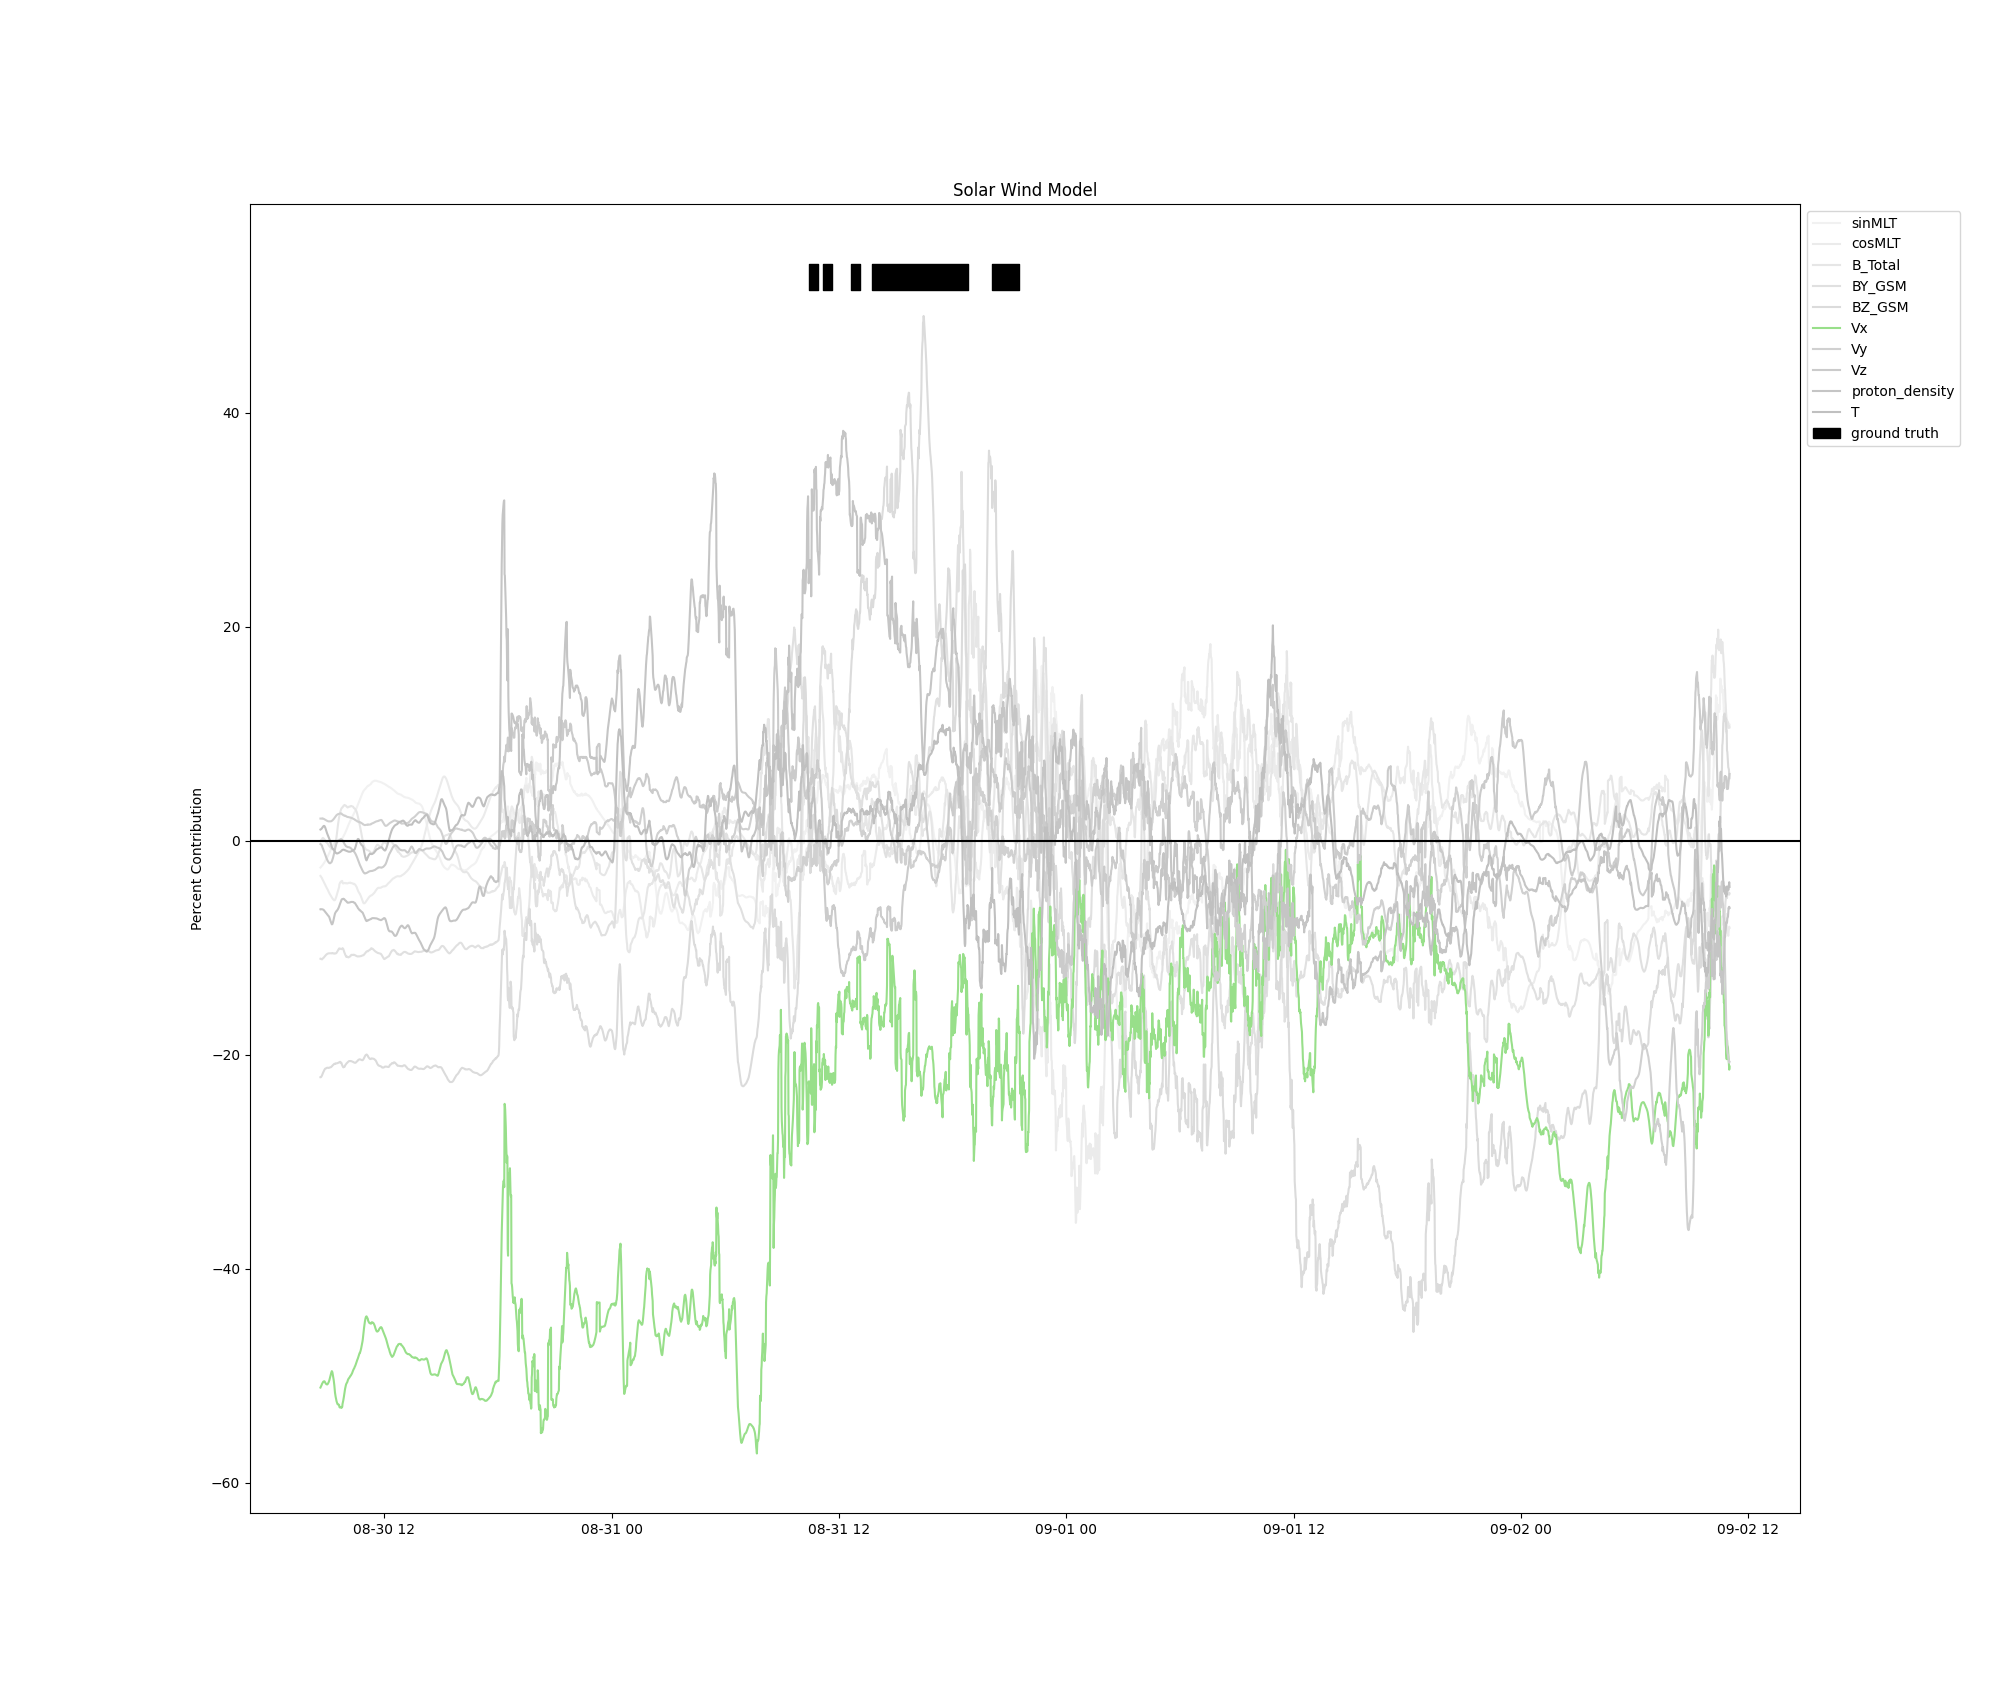 Solar Wind Model
sinMLT
cosMLT
B_Total
BY_GSM
BZ_GSM
Vx
Vy
Vz
proton_density
T
ground truth
Percent Contribution
40
20
0
−20
−40
−60
08-30 12
08-31 00
08-31 12
09-01 00
09-01 12
09-02 00
09-02 12